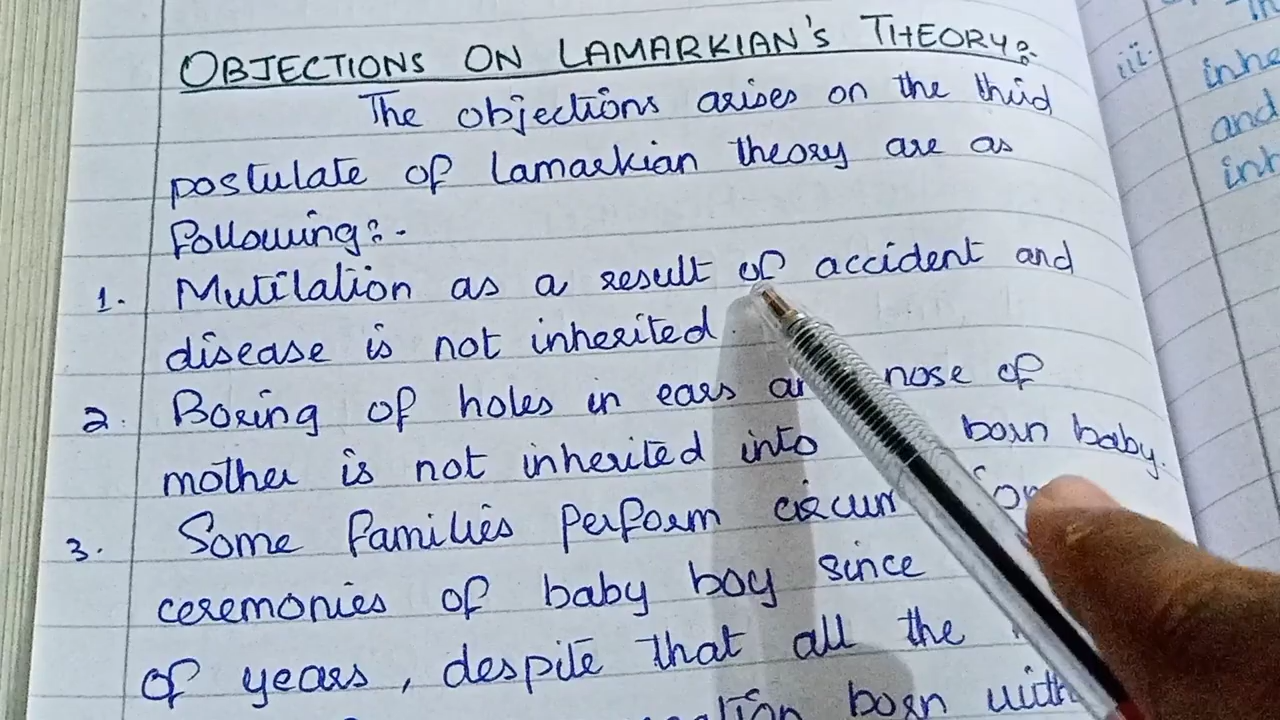 OBJECTIONS ON LAMARKIAN'S THEORY:
The objections arises on the third
postulate of lamarkian theory are as
following:-
1. Mutilation as a result of accident and
disease is not inherited.
2. Boring of holes in ears nose of
mother is not inherited into born baby.
3. Some families perform
ceremonies of baby boy since
of years, despite that all the
born with
iii.
and